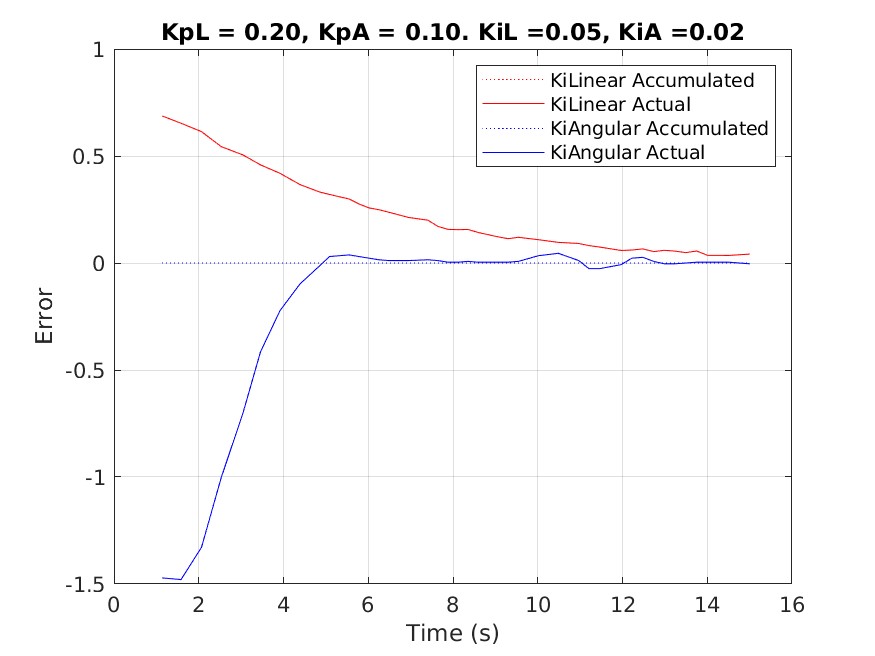 KpL = 0.20, KpA = 0.10. KiL =0.05, KiA =0.02
KiLinear Accumulated
KiLinear Actual
KiAngular Accumulated
KiAngular Actual
1
0.5
0
-0.5
-1
-1.5
Error
0 2 4 6 8 10 12 14 16
Time (s)